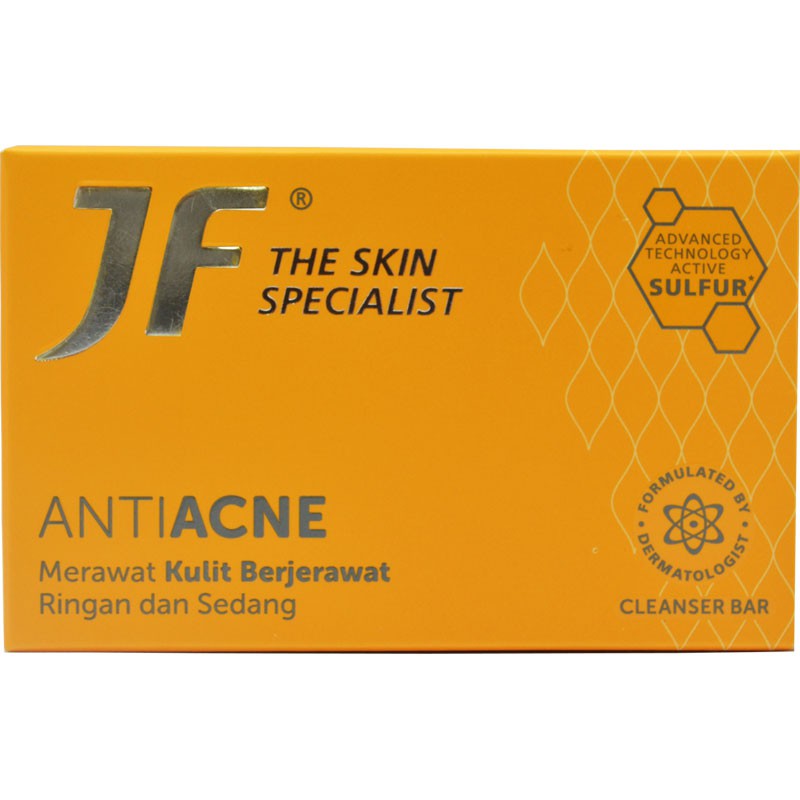 JF®
THE SKIN
SPECIALIST
ADVANCED
TECHNOLOGY
ACTIVE
SULFUR*
ANTIACNE
Merawat Kulit Berjerawat
Ringan dan Sedang
FORMULATED BY
DERMATOLOGIST
CLEANSER BAR